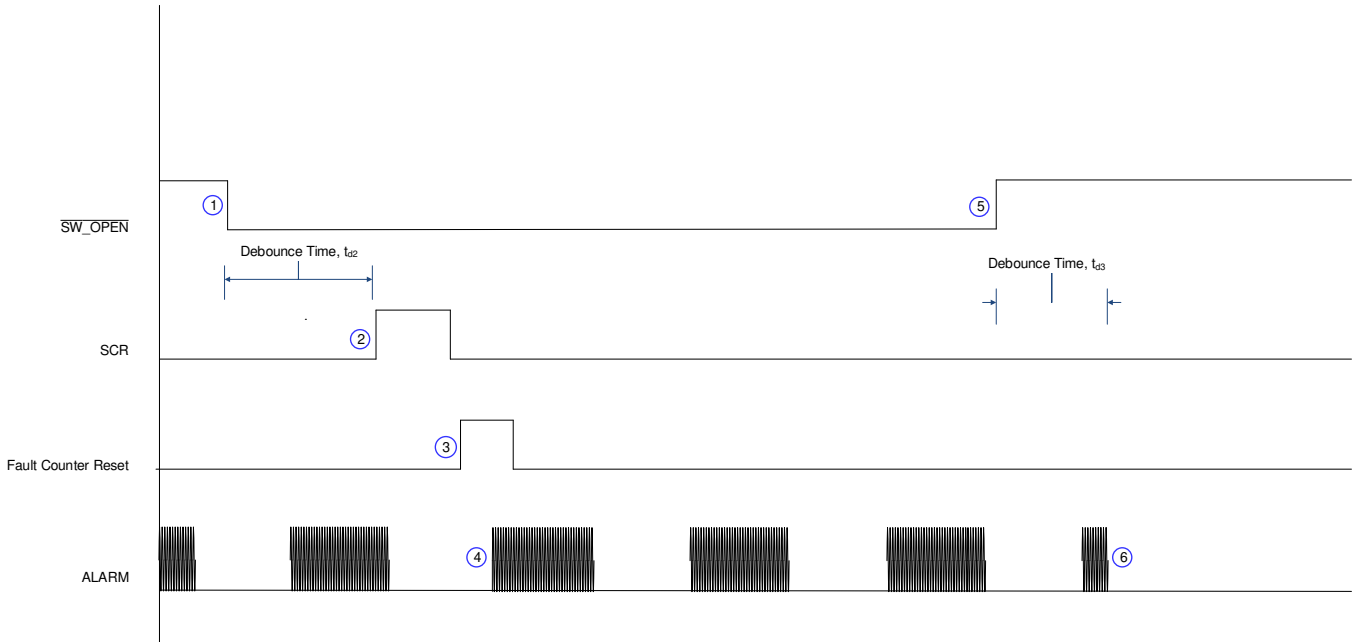 1
5
SW_OPEN
Debounce Time, td2
Debounce Time, td3
2
SCR
3
Fault Counter Reset
4
6
ALARM